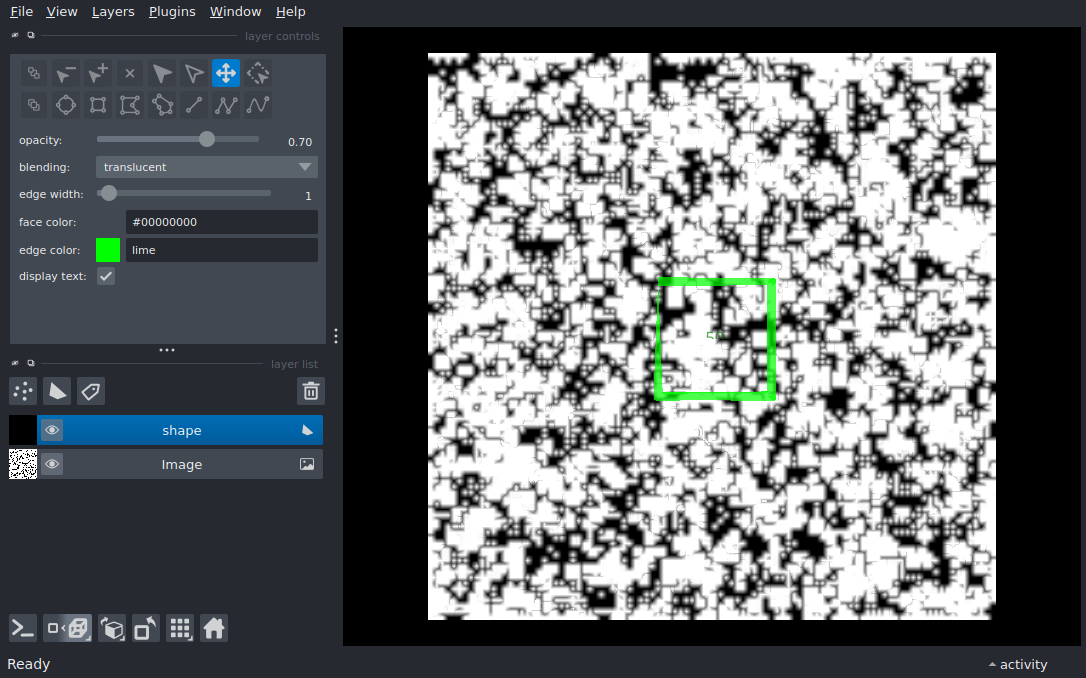 File View Layers Plugins Window Help
layer controls
opacity: 0.70
blending: translucent
edge width: 1
face color: #00000000
edge color: lime
display text:
layer list
shape
Image
Ready
activity